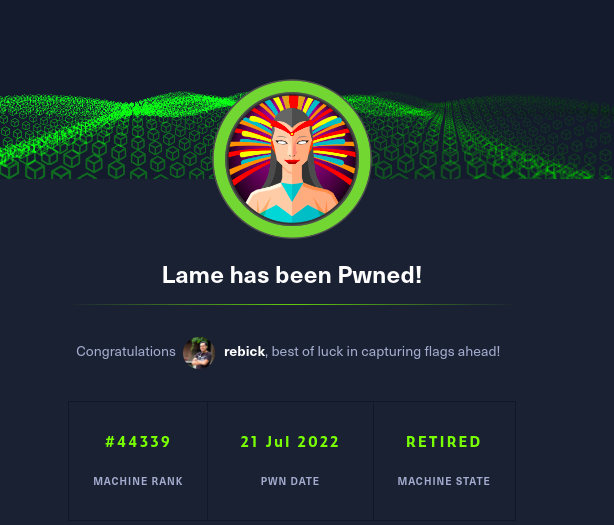 Lame has been Pwned!
Congratulations rebick, best of luck in capturing flags ahead!
#44339 21 Jul 2022 RETIRED
MACHINE RANK PWN DATE MACHINE STATE